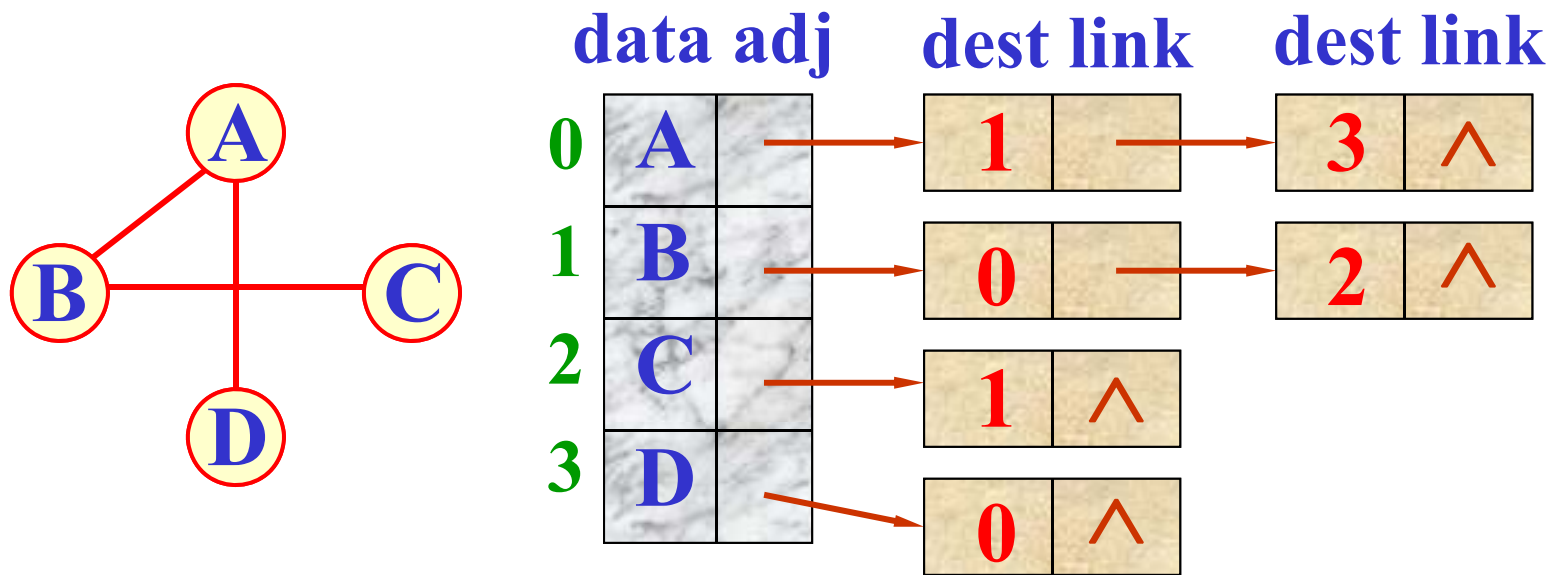 data adj dest link dest link
A
B C
D
0 A 1 3 ^
1 B 0 2 ^
2 C 1 ^
3 D 0 ^